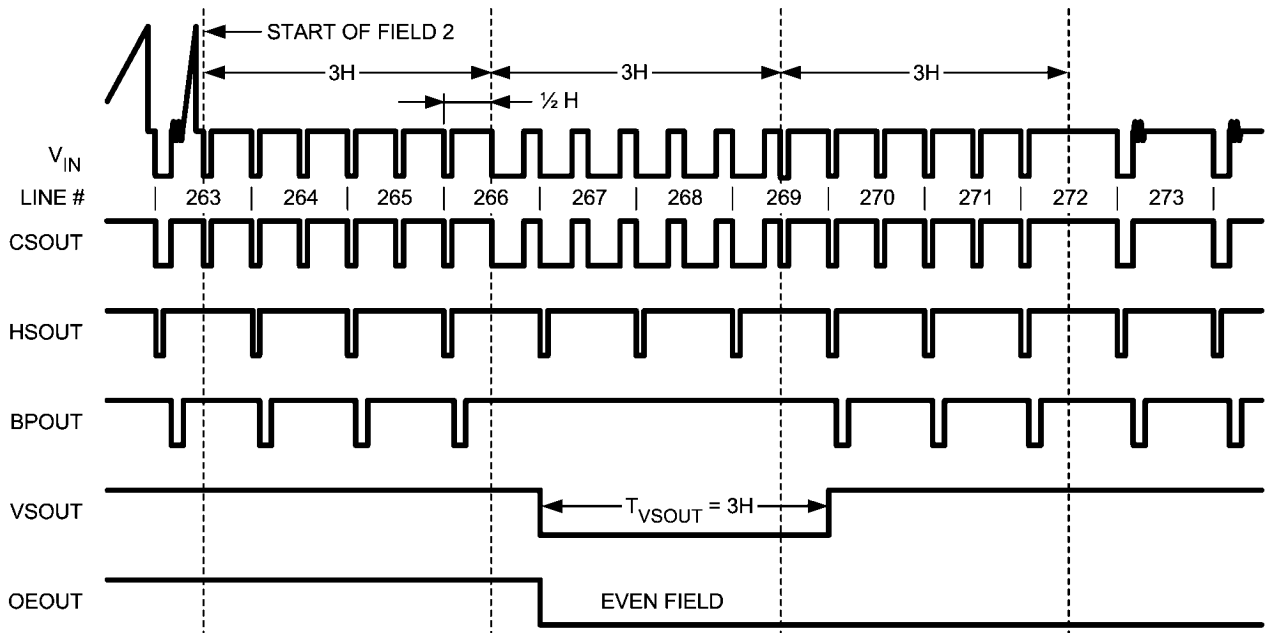 START OF FIELD 2
3H 3H 3H
½ H
V_IN
LINE # | 263 | 264 | 265 | 266 | 267 | 268 | 269 | 270 | 271 | 272 | 273 |
CSOUT
HSOUT
BPOUT
VSOUT T_VSOUT = 3H
OEOUT EVEN FIELD